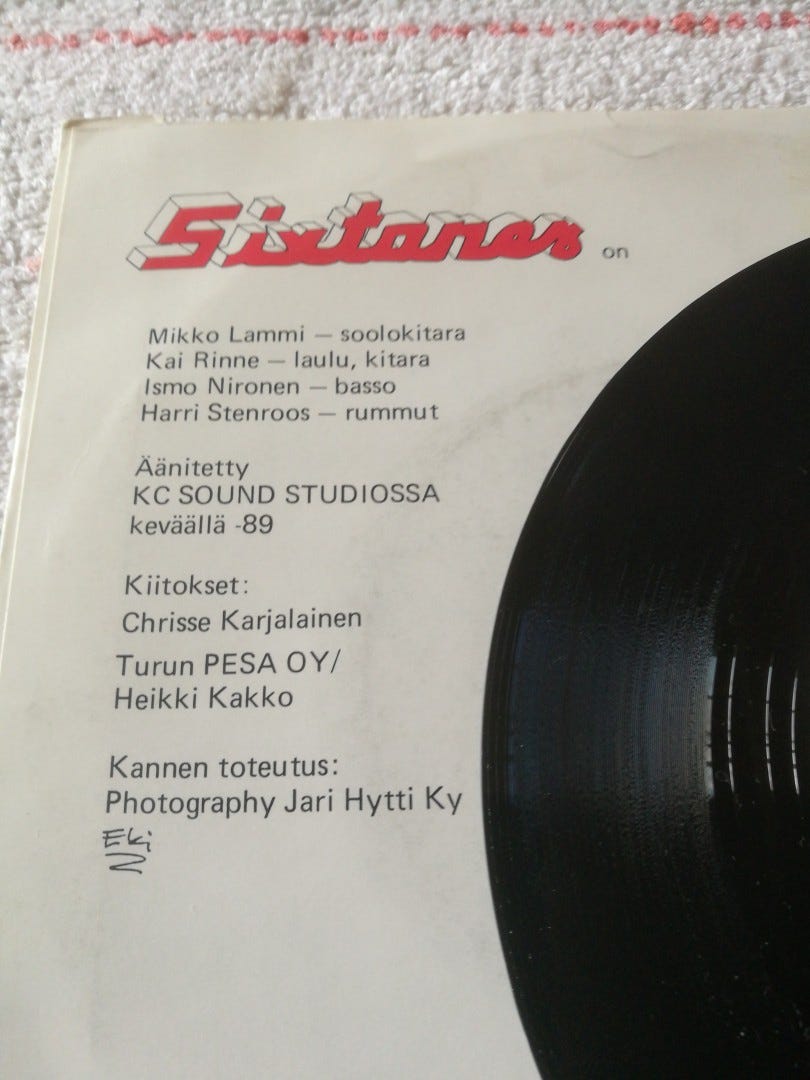 Sixtones on
Mikko Lammi — soolokitara
Kai Rinne — laulu, kitara
Ismo Nironen — basso
Harri Stenroos — rummut
Äänitetty
KC SOUND STUDIOSSA
keväällä -89
Kiitokset:
Chrisse Karjalainen
Turun PESA OY/
Heikki Kakko
Kannen toteutus:
Photography Jari Hytti Ky
Eki